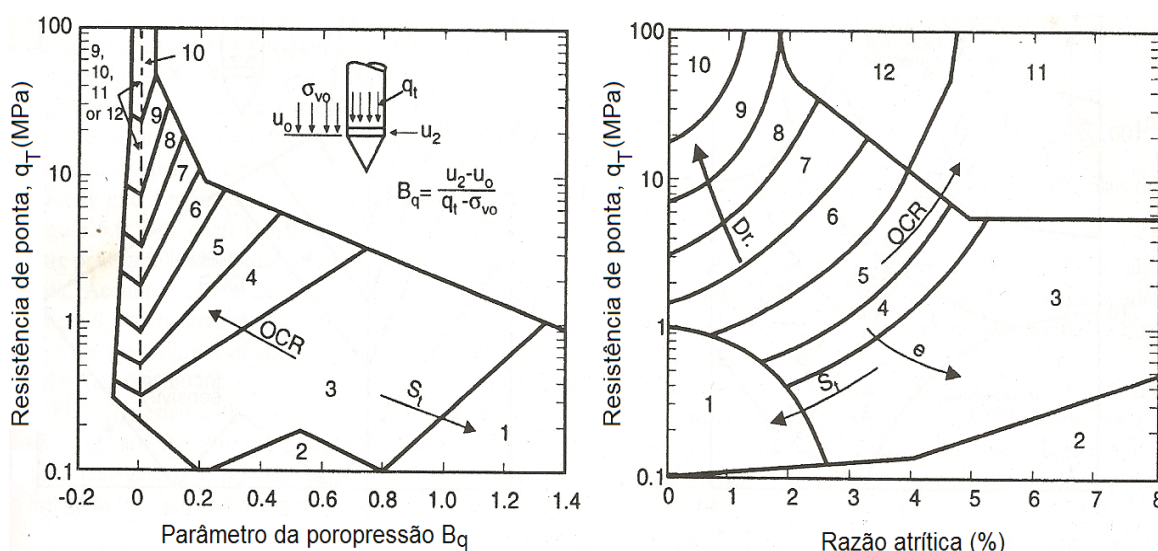 Resistência de ponta, qT (MPa)
100
10
1
0.1
9,
10,
11
or 12
10
9
8
7
6
5
4
3
2
1
OCR
St
σvo
qt
uo
u2
Bq = u2-uo / qt-σvo
-0.2 0 0.2 0.4 0.6 0.8 1.0 1.2 1.4
Parâmetro da poropressão Bq
Resistência de ponta, qT (MPa)
100
10
1
0.1
10
9
8
7
6
5
4
3
2
1
12
11
Dr.
OCR
e
St
0 1 2 3 4 5 6 7 8
Razão atrítica (%)